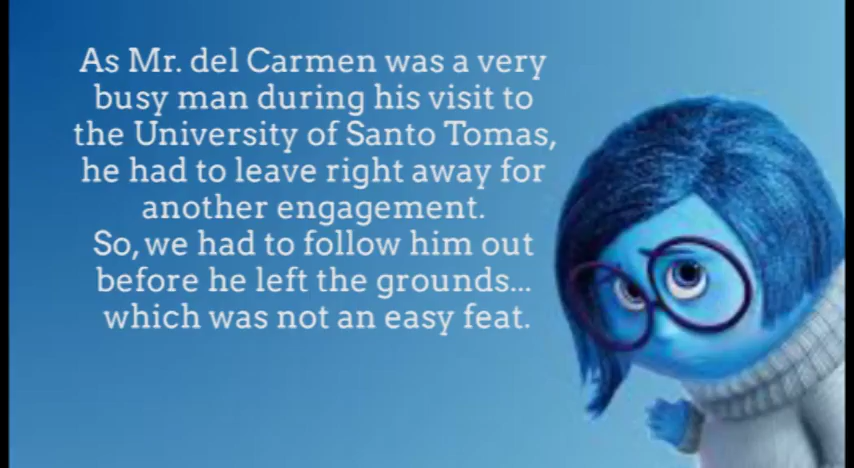 As Mr. del Carmen was a very
busy man during his visit to
the University of Santo Tomas,
he had to leave right away for
another engagement.
So, we had to follow him out
before he left the grounds...
which was not an easy feat.